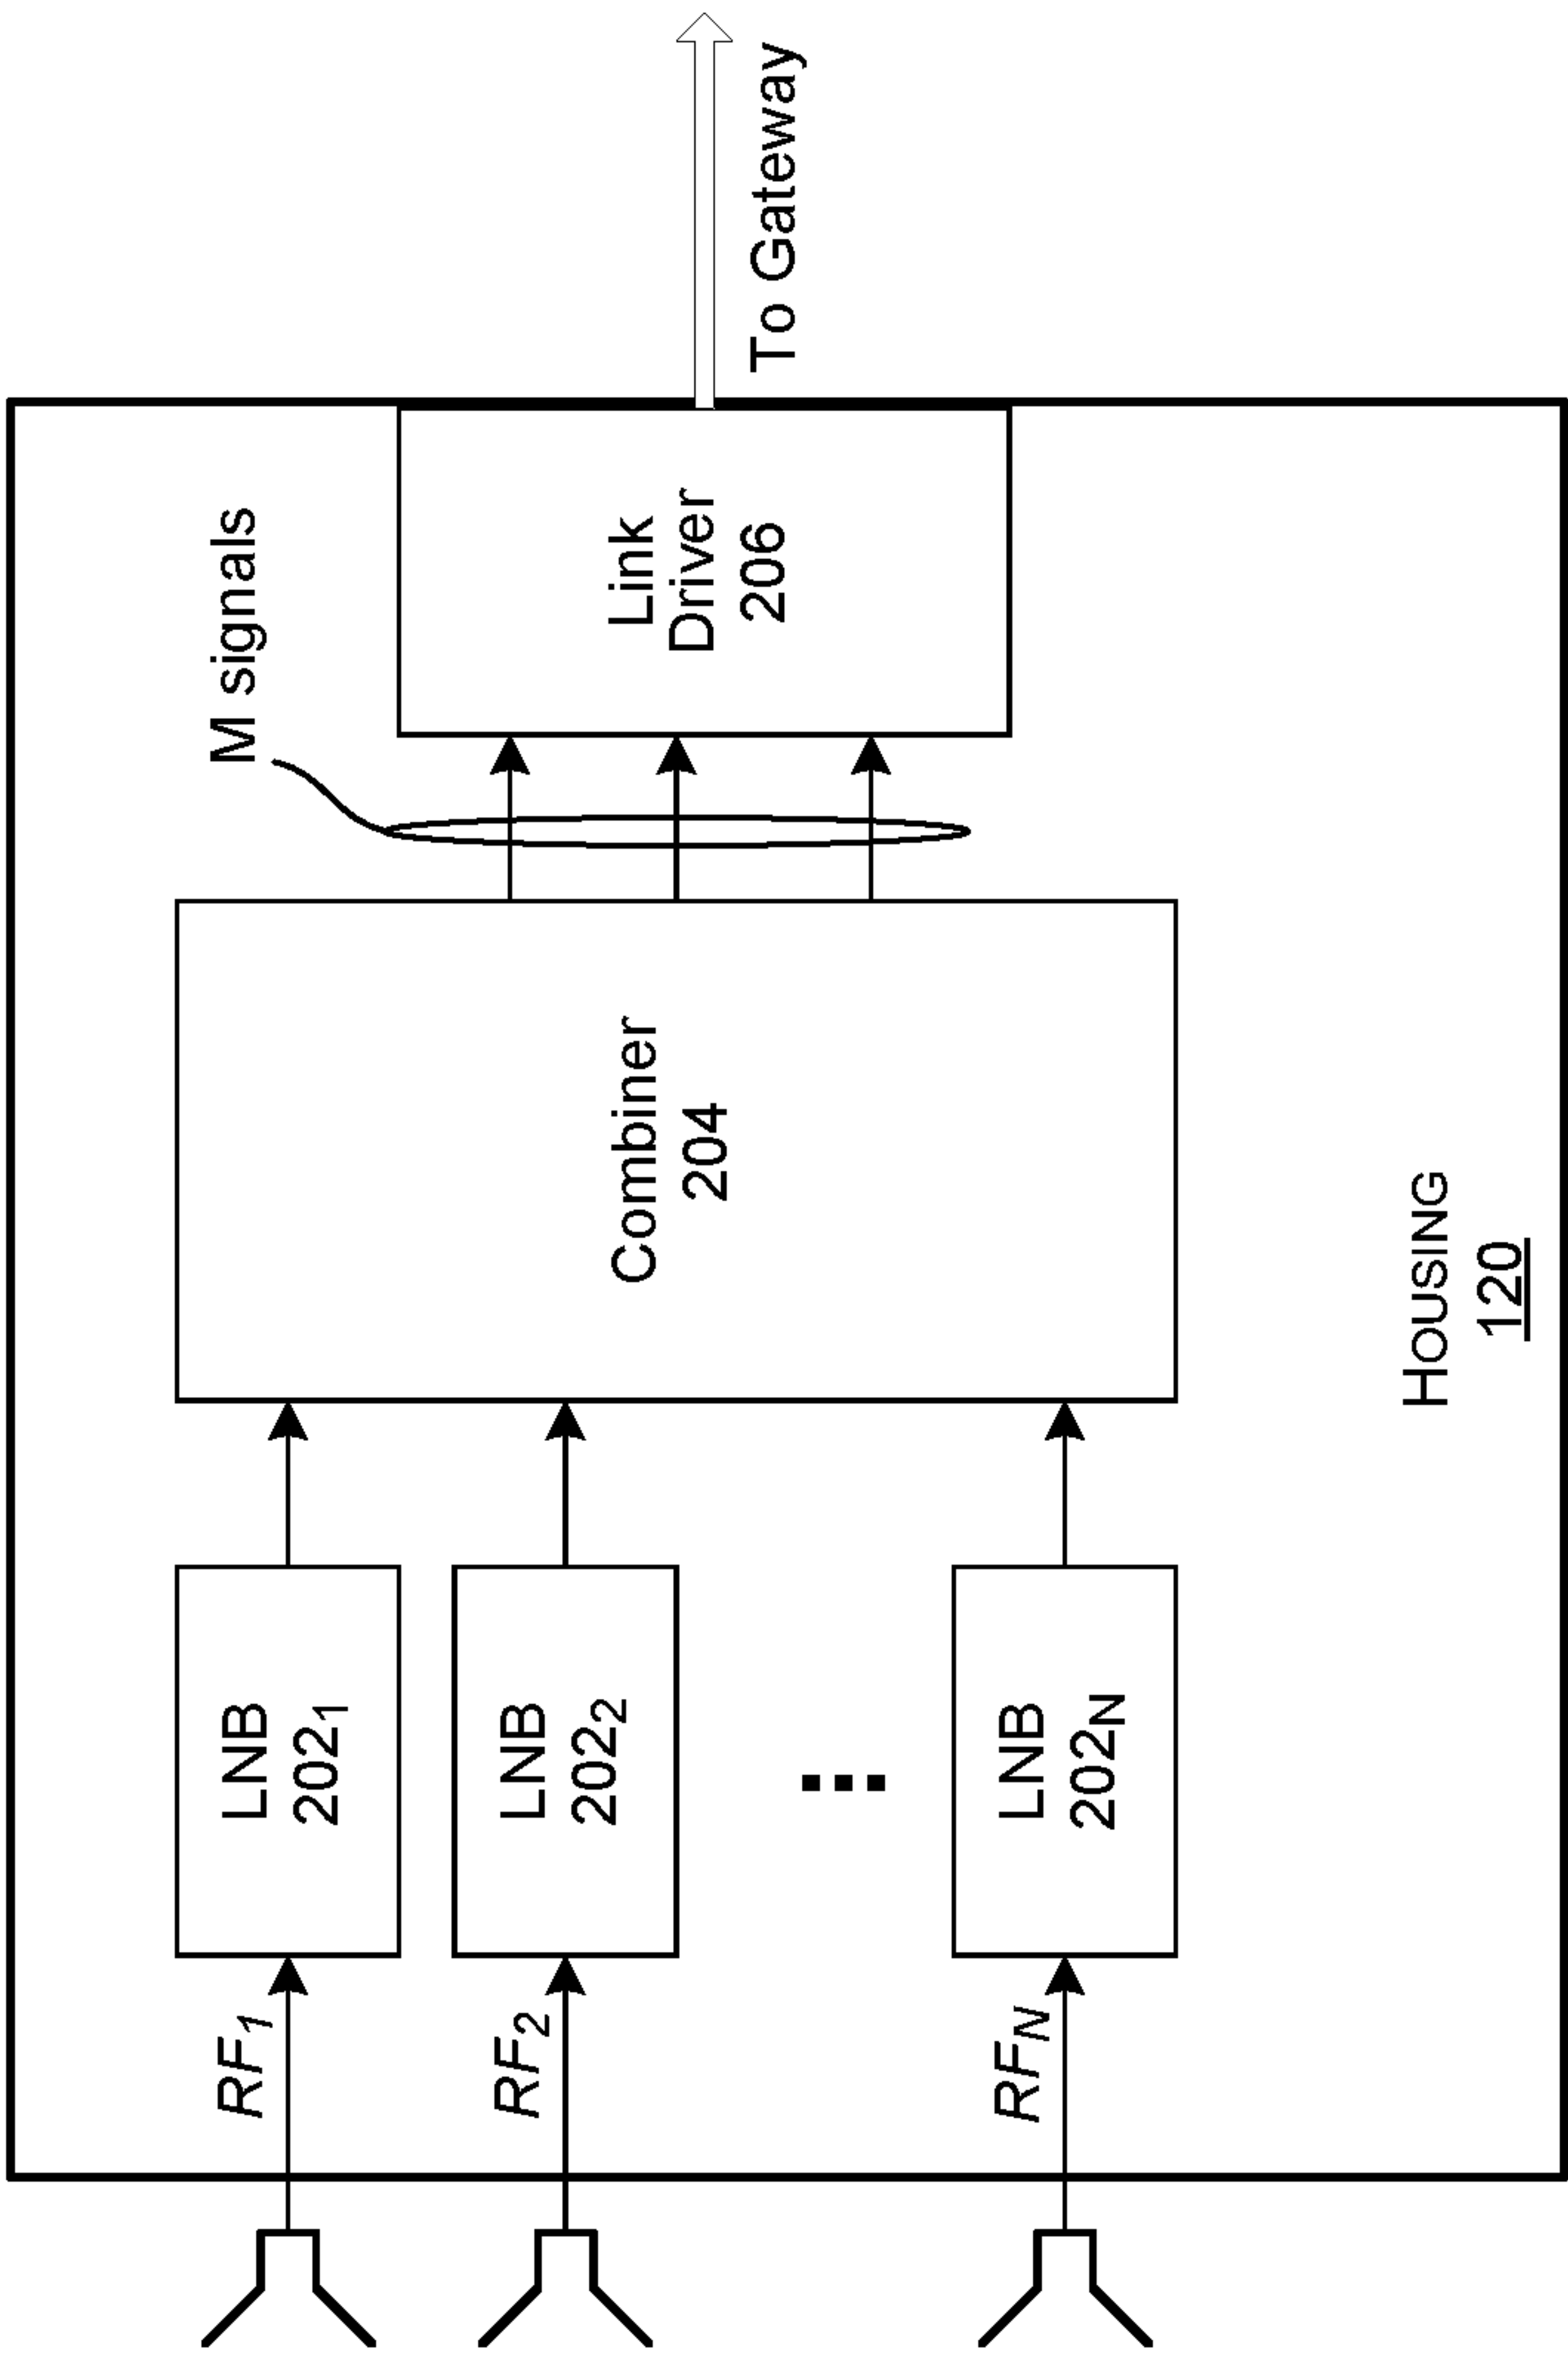 RF1
LNB
2021
RF2
LNB
2022
RFN
LNB
202N
Combiner
204
M signals
Link
Driver
206
To Gateway
HOUSING
120